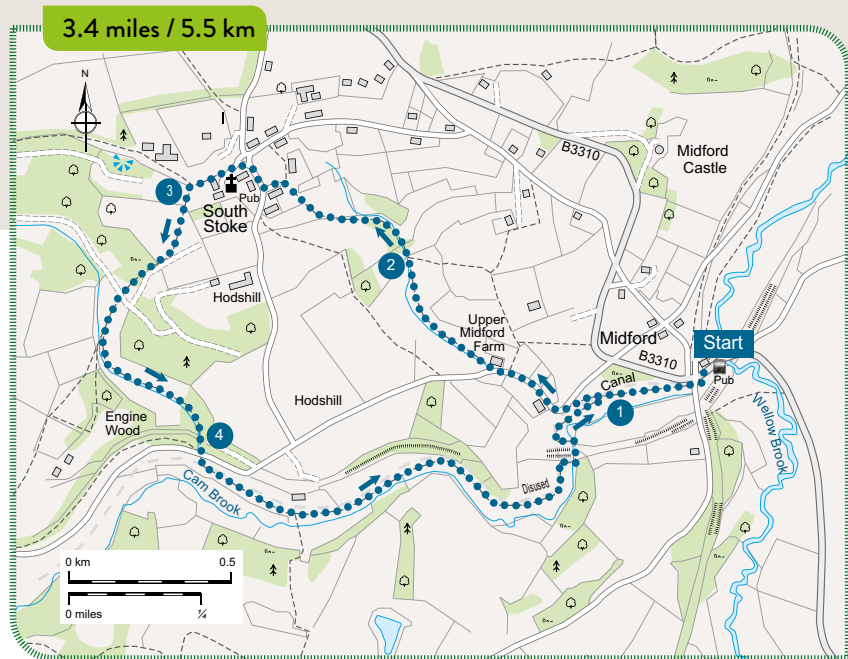 3.4 miles / 5.5 km
N
B3310
Midford
Castle
3
Pub
South
Stoke
2
Hodshill
Upper
Midford
Farm
Midford
Start
B3310
Pub
Canal
1
Hodshill
Wellow Brook
Engine
Wood
4
Cam Brook
Disused
0 km
0.5
0 miles
¼